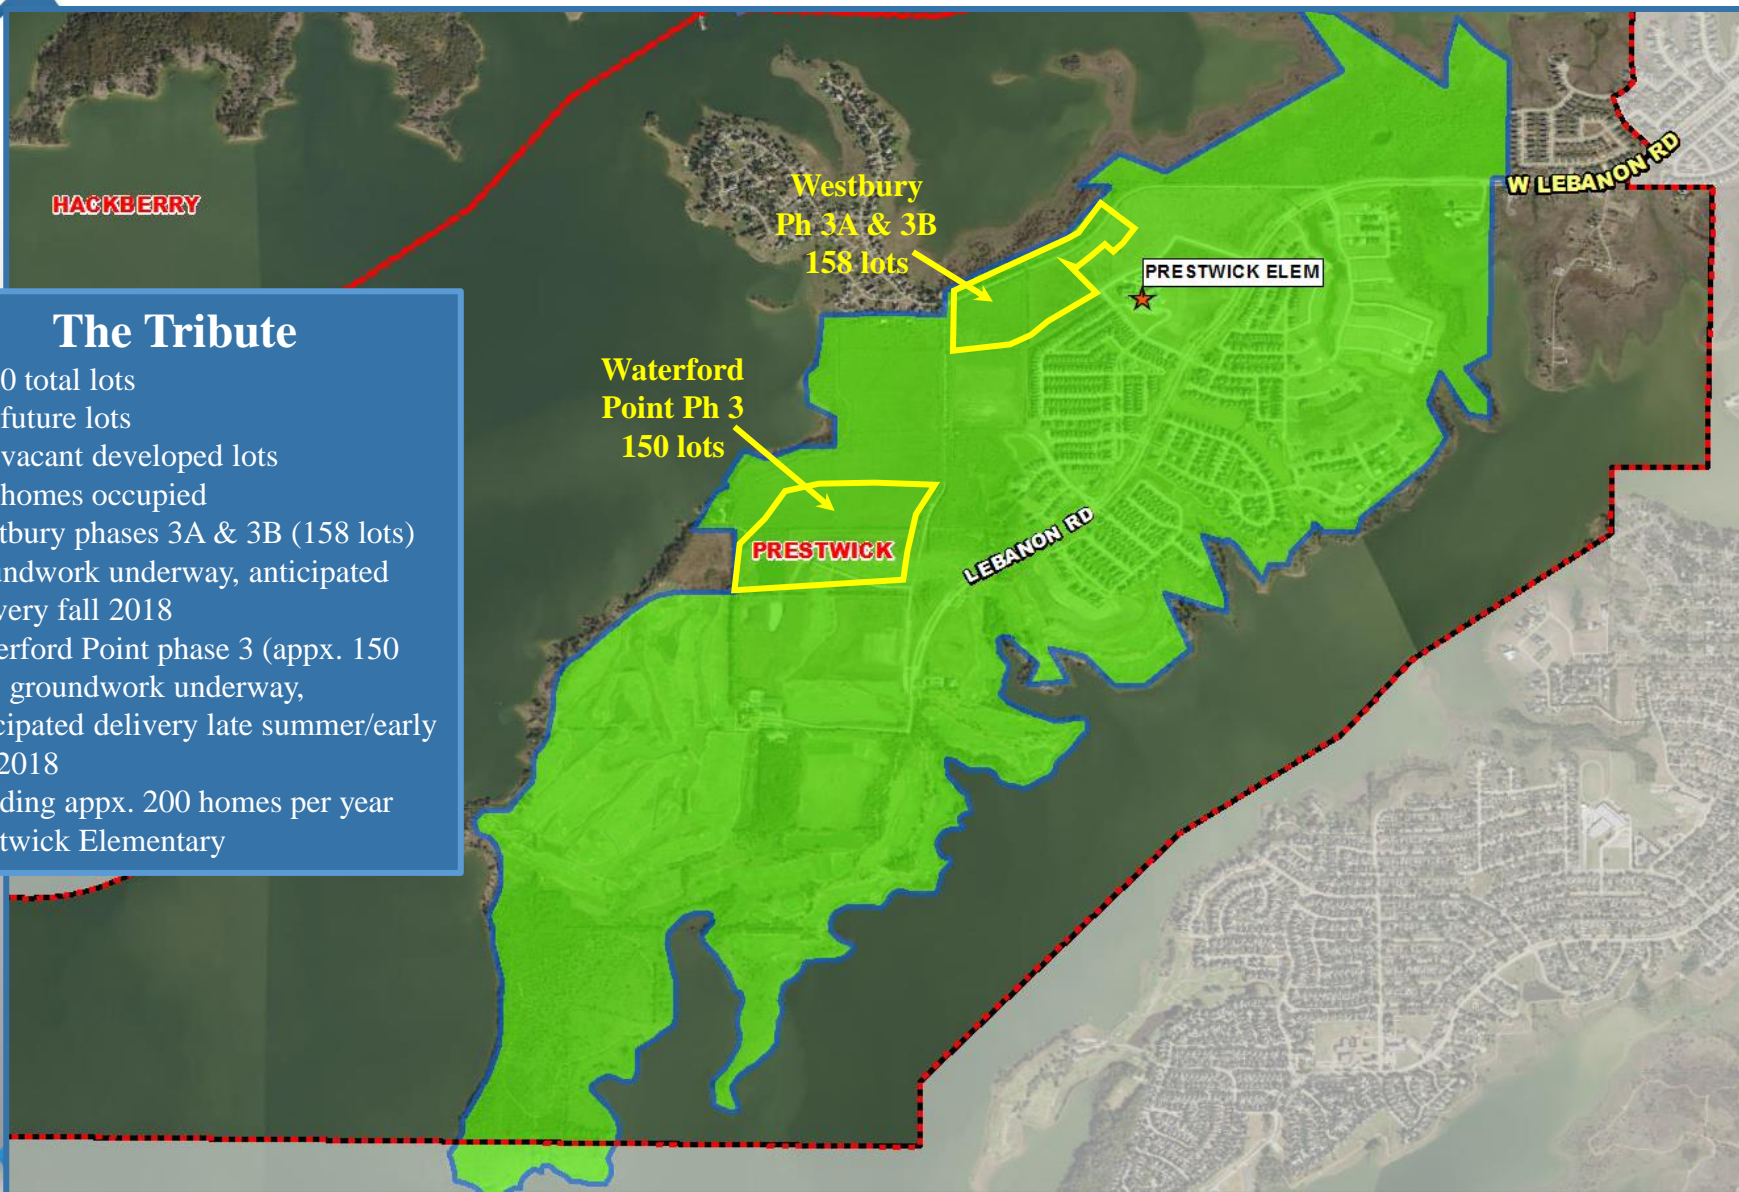 HACKBERRY
Westbury
Ph 3A & 3B
158 lots
W LEBANON RD
PRESTWICK ELEM
Waterford
Point Ph 3
150 lots
PRESTWICK
LEBANON RD
The Tribute
0 total lots
future lots
vacant developed lots
homes occupied
tbury phases 3A & 3B (158 lots)
undwork underway, anticipated
very fall 2018
erford Point phase 3 (appx. 150
groundwork underway,
cipated delivery late summer/early
2018
ding appx. 200 homes per year
twick Elementary